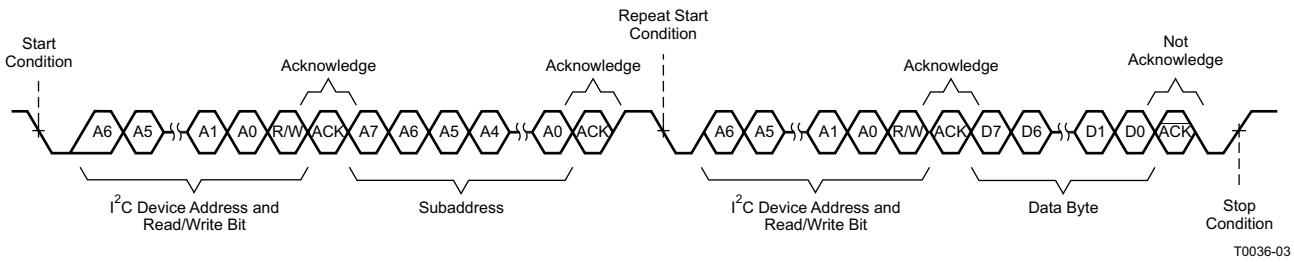 Start
Condition
Repeat Start
Condition
Acknowledge
Acknowledge
Acknowledge
Not
Acknowledge
A6 A5 A1 A0 R/W ACK A7 A6 A5 A4 A0 ACK A6 A5 A1 A0 R/W ACK D7 D6 D1 D0 ACK
I²C Device Address and
Read/Write Bit
Subaddress
I²C Device Address and
Read/Write Bit
Data Byte
Stop
Condition
T0036-03